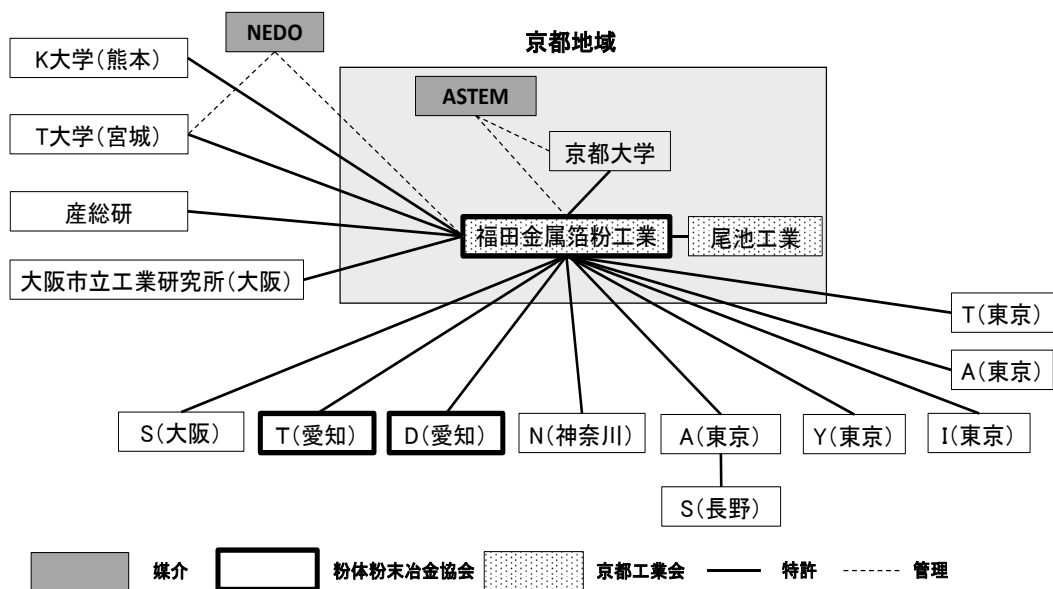 NEDO
京都地域
K大学(熊本)
ASTEM
T大学(宮城)
京都大学
産総研
福田金属箔粉工業
尾池工業
大阪市立工業研究所(大阪)
T(東京)
A(東京)
S(大阪)
T(愛知)
D(愛知)
N(神奈川)
A(東京)
Y(東京)
I(東京)
S(長野)
媒介
粉体粉末冶金協会
京都工業会
特許
管理